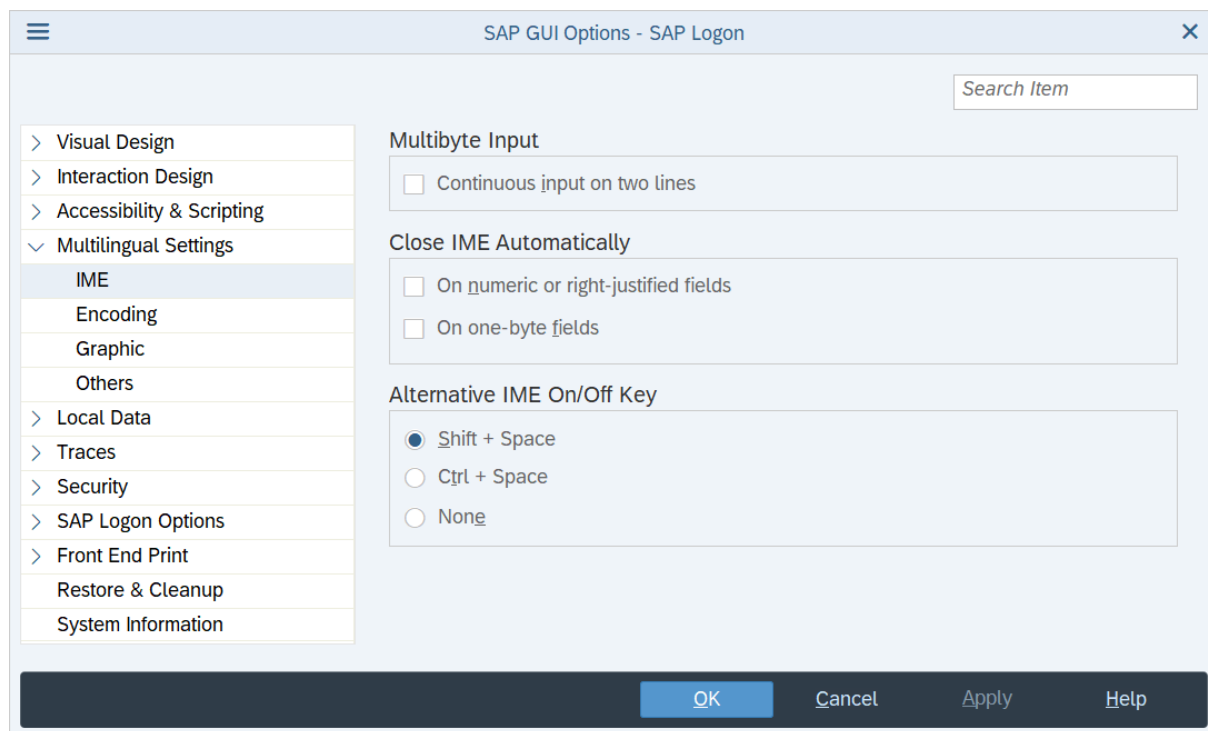 SAP GUI Options - SAP Logon
Search Item
Visual Design
Interaction Design
Accessibility & Scripting
Multilingual Settings
IME
Encoding
Graphic
Others
Local Data
Traces
Security
SAP Logon Options
Front End Print
Restore & Cleanup
System Information
Multibyte Input
Continuous input on two lines
Close IME Automatically
On numeric or right-justified fields
On one-byte fields
Alternative IME On/Off Key
Shift + Space
Ctrl + Space
None
OK Cancel Apply Help